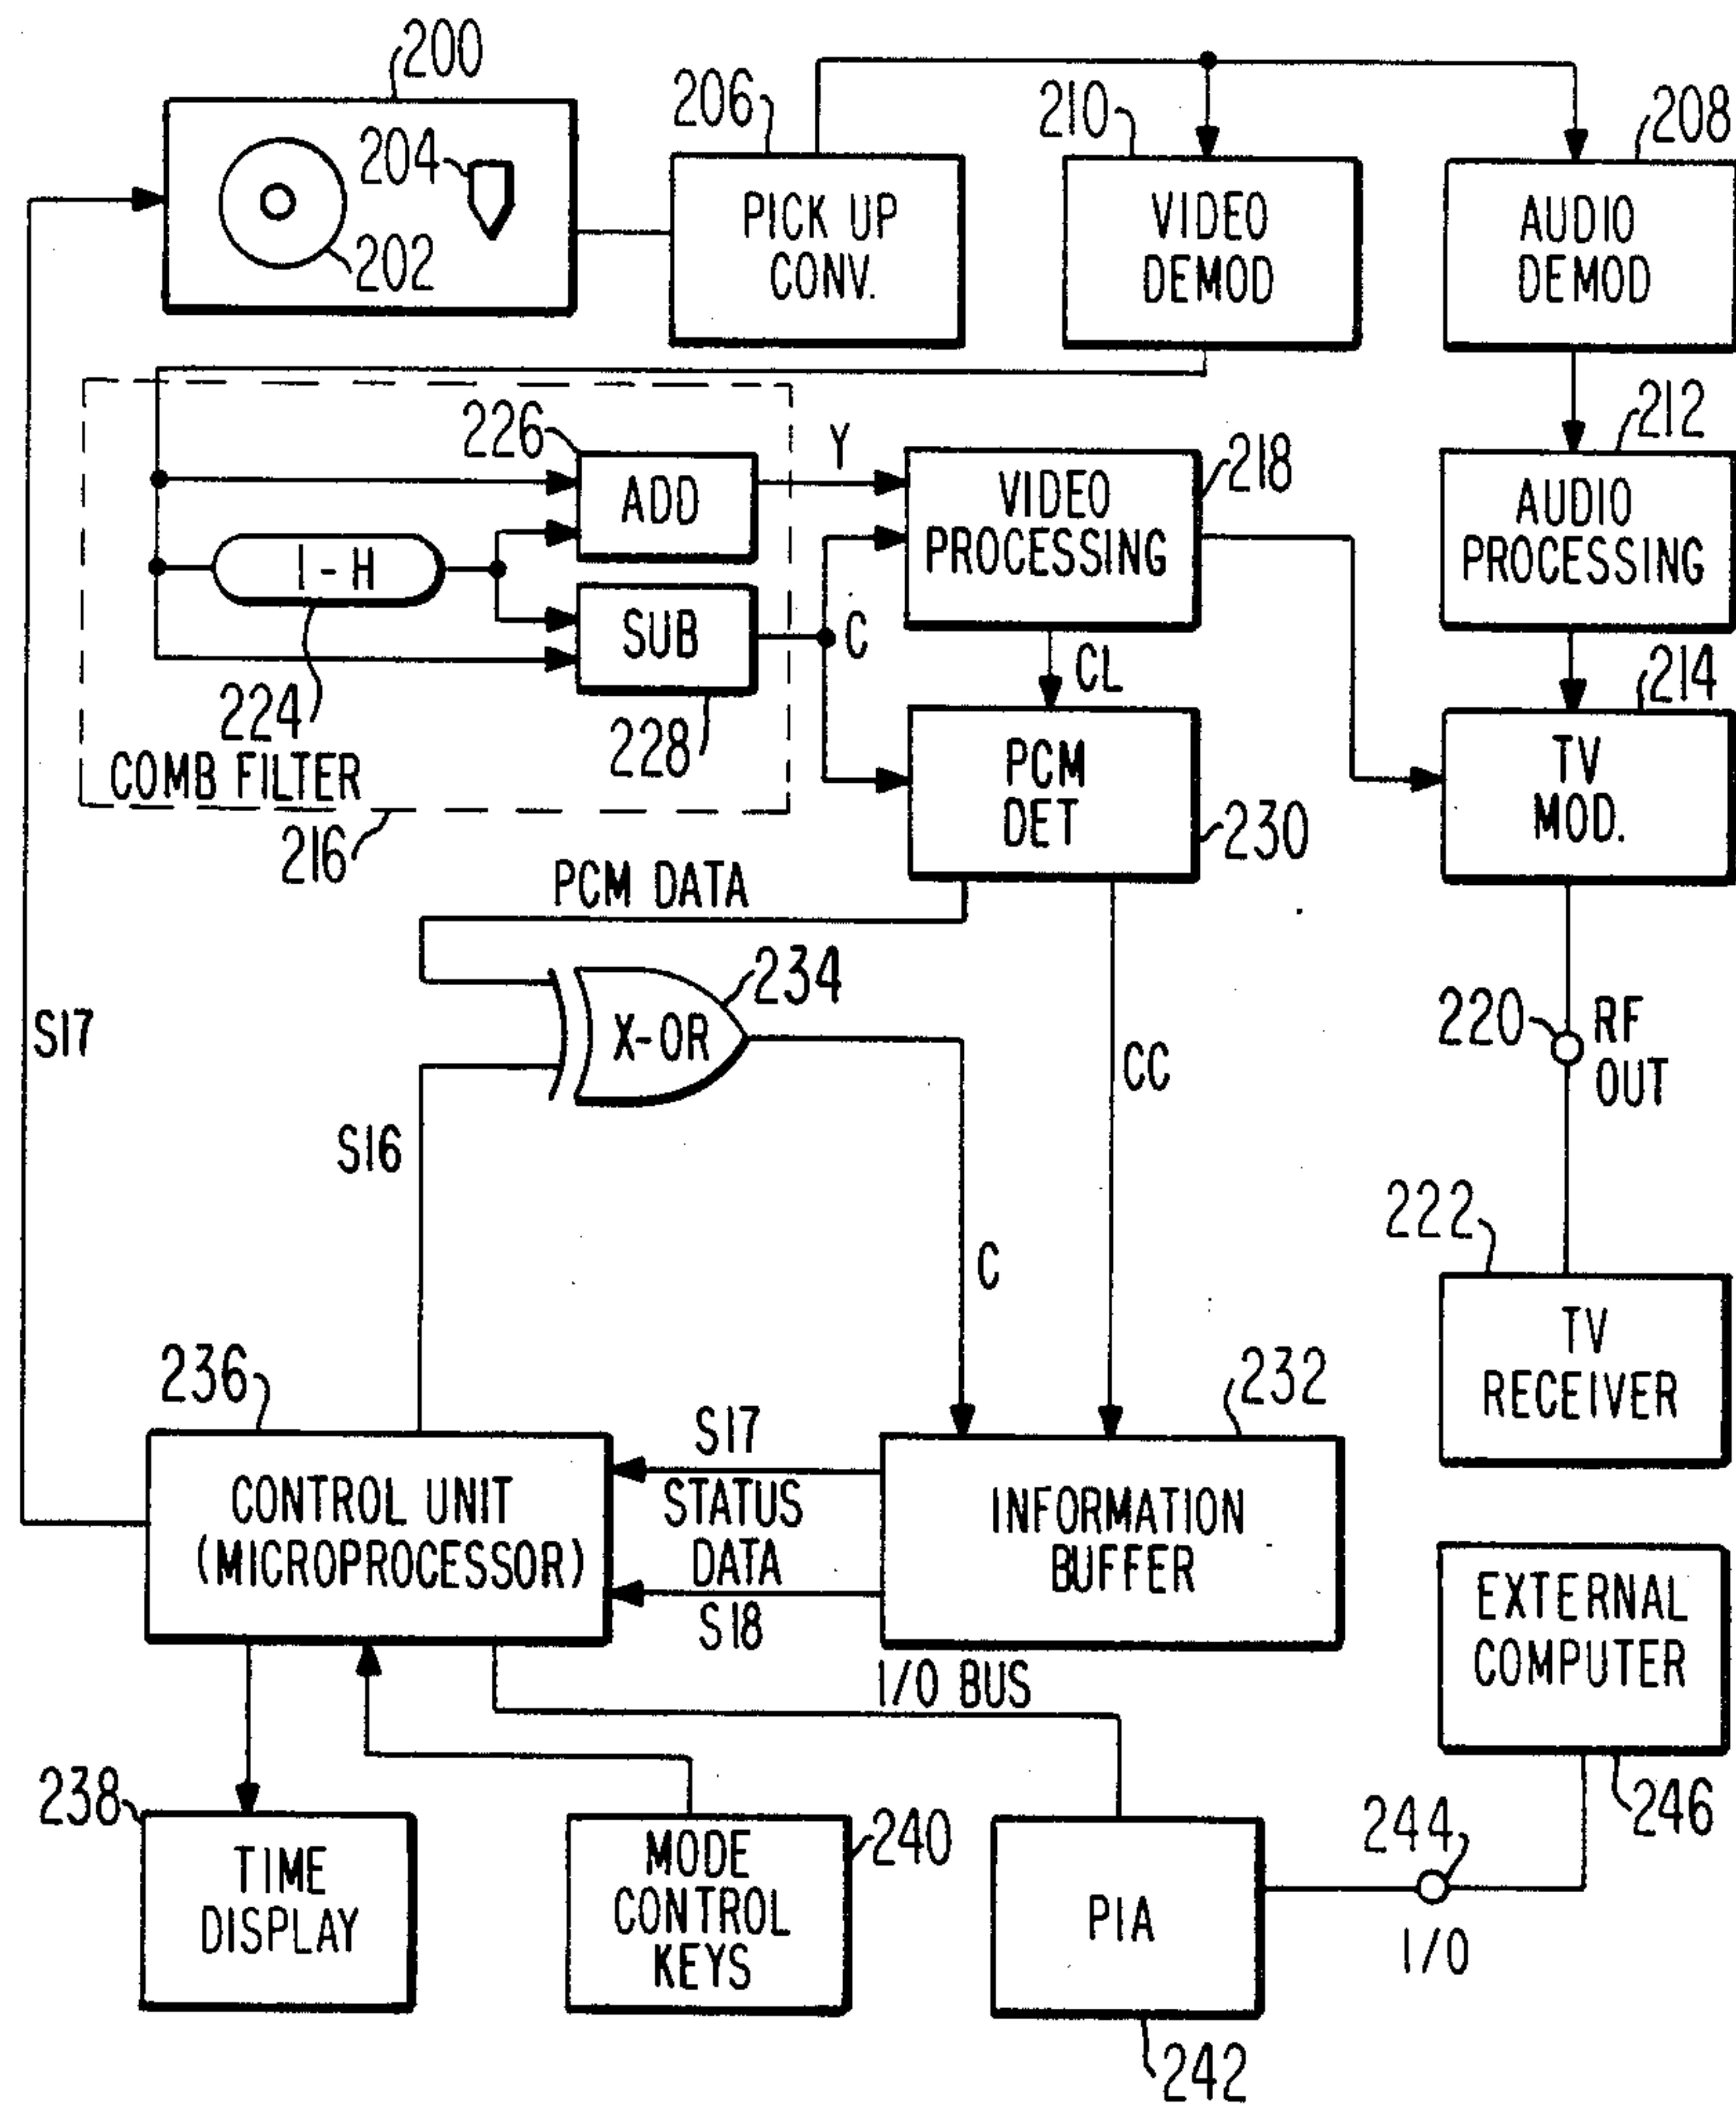 200
204
202
206
PICK UP
CONV.
210
VIDEO
DEMOD
208
AUDIO
DEMOD
226
ADD
Y
218
VIDEO
PROCESSING
212
AUDIO
PROCESSING
1-H
SUB
C
CL
224
228
214
COMB FILTER
216
PCM
DET
230
TV
MOD.
PCM DATA
234
X-OR
S17
CC
220
RF
OUT
S16
C
222
TV
RECEIVER
236
CONTROL UNIT
(MICROPROCESSOR)
S17
STATUS
DATA
S18
232
INFORMATION
BUFFER
I/O BUS
EXTERNAL
COMPUTER
246
238
TIME
DISPLAY
MODE
CONTROL
KEYS
240
PIA
242
244
I/O